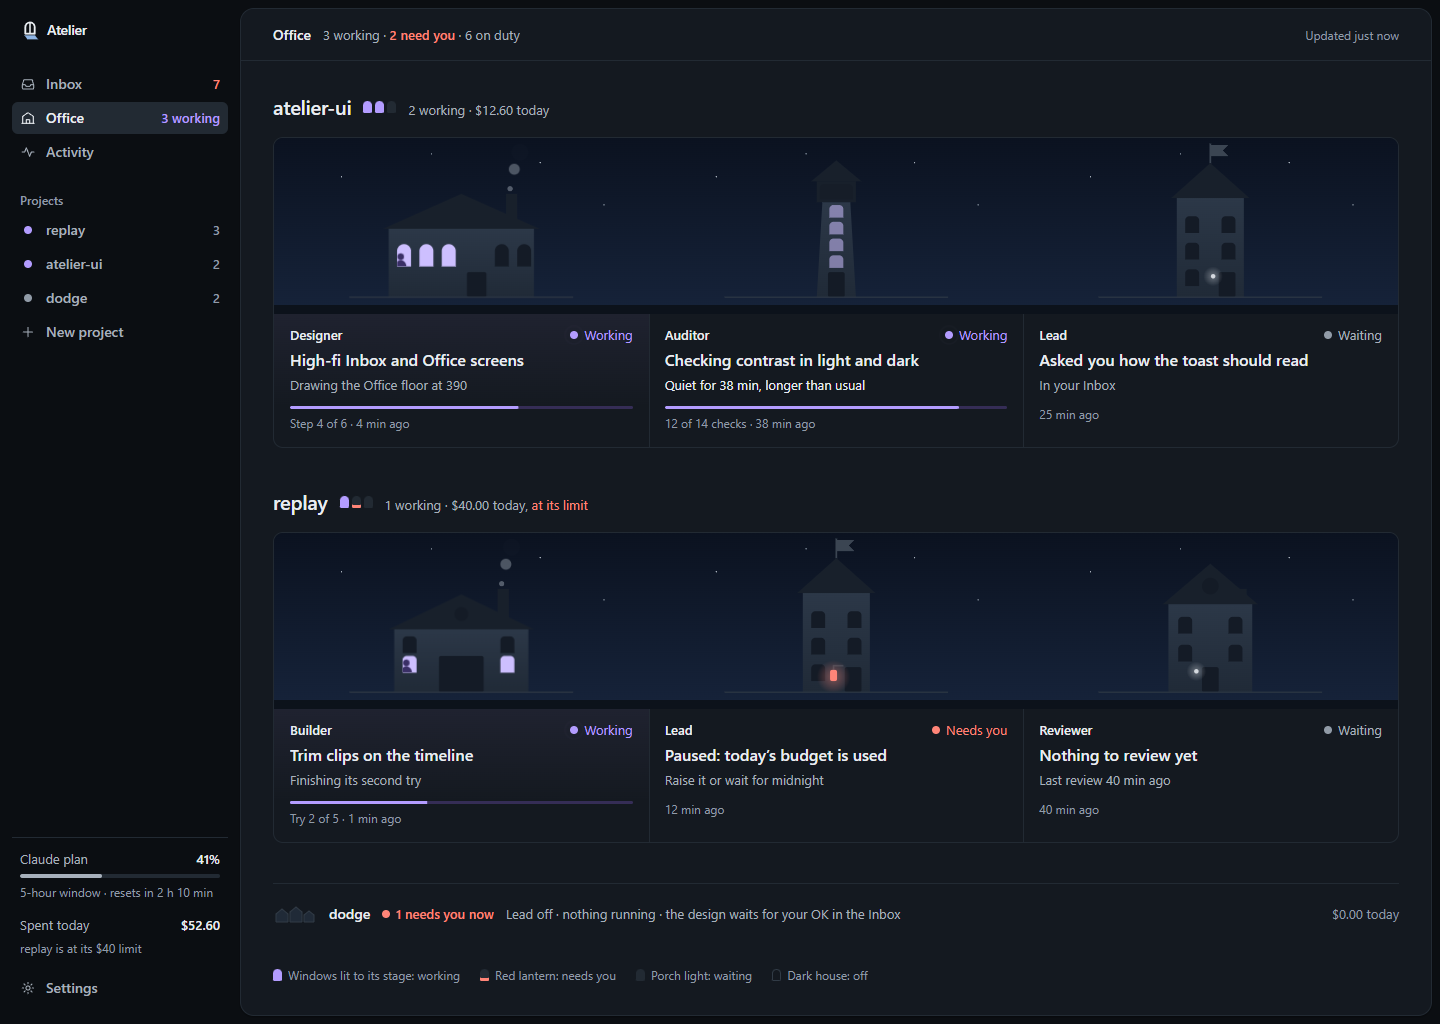 Atelier
Inbox 7
Office 3 working
Activity
Projects
replay 3
atelier-ui 2
dodge 2
New project
Claude plan 41%
5-hour window · resets in 2 h 10 min
Spent today $52.60
replay is at its $40 limit
Settings
Office 3 working · 2 need you · 6 on duty Updated just now
atelier-ui 2 working · $12.60 today
Designer Working
High-fi Inbox and Office screens
Drawing the Office floor at 390
Step 4 of 6 · 4 min ago
Auditor Working
Checking contrast in light and dark
Quiet for 38 min, longer than usual
12 of 14 checks · 38 min ago
Lead Waiting
Asked you how the toast should read
In your Inbox
25 min ago
replay 1 working · $40.00 today, at its limit
Builder Working
Trim clips on the timeline
Finishing its second try
Try 2 of 5 · 1 min ago
Lead Needs you
Paused: today’s budget is used
Raise it or wait for midnight
12 min ago
Reviewer Waiting
Nothing to review yet
Last review 40 min ago
40 min ago
dodge 1 needs you now Lead off · nothing running · the design waits for your OK in the Inbox $0.00 today
Windows lit to its stage: working Red lantern: needs you Porch light: waiting Dark house: off